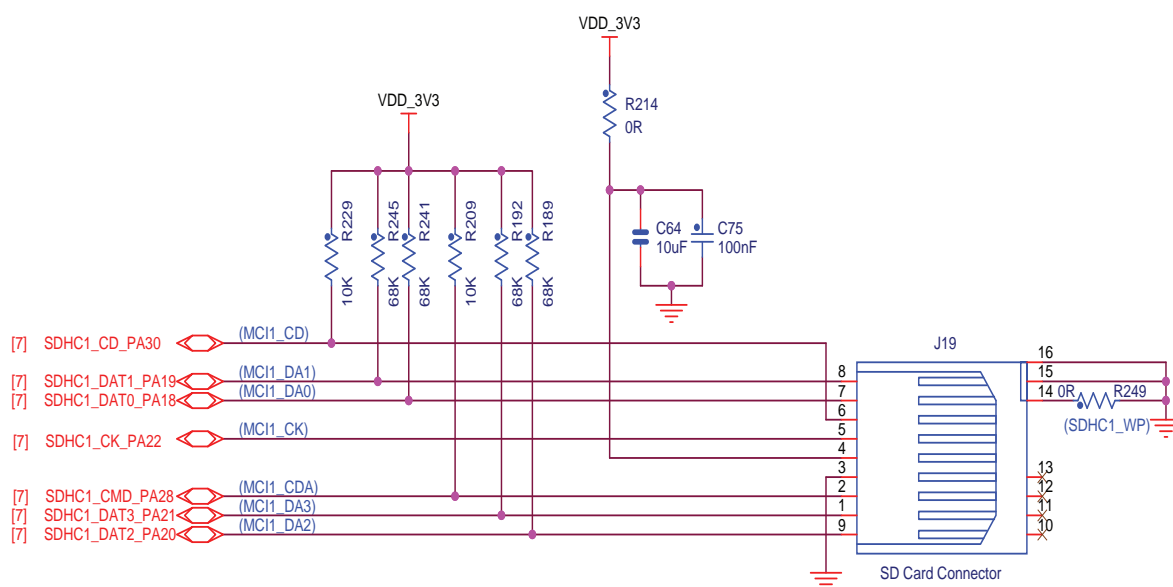 VDD_3V3
R214
0R
VDD_3V3
R229
R245
R241
R209
R192
R189
10K
68K
68K
10K
68K
68K
C64
10uF
C75
100nF
[7] SDHC1_CD_PA30 (MCI1_CD)
J19
[7] SDHC1_DAT1_PA19 (MCI1_DA1)
[7] SDHC1_DAT0_PA18 (MCI1_DA0)
[7] SDHC1_CK_PA22 (MCI1_CK)
[7] SDHC1_CMD_PA28 (MCI1_CDA)
[7] SDHC1_DAT3_PA21 (MCI1_DA3)
[7] SDHC1_DAT2_PA20 (MCI1_DA2)
8
7
6
5
4
3
2
1
9
16
15
14
0R R249
(SDHC1_WP)
13
12
11
10
SD Card Connector